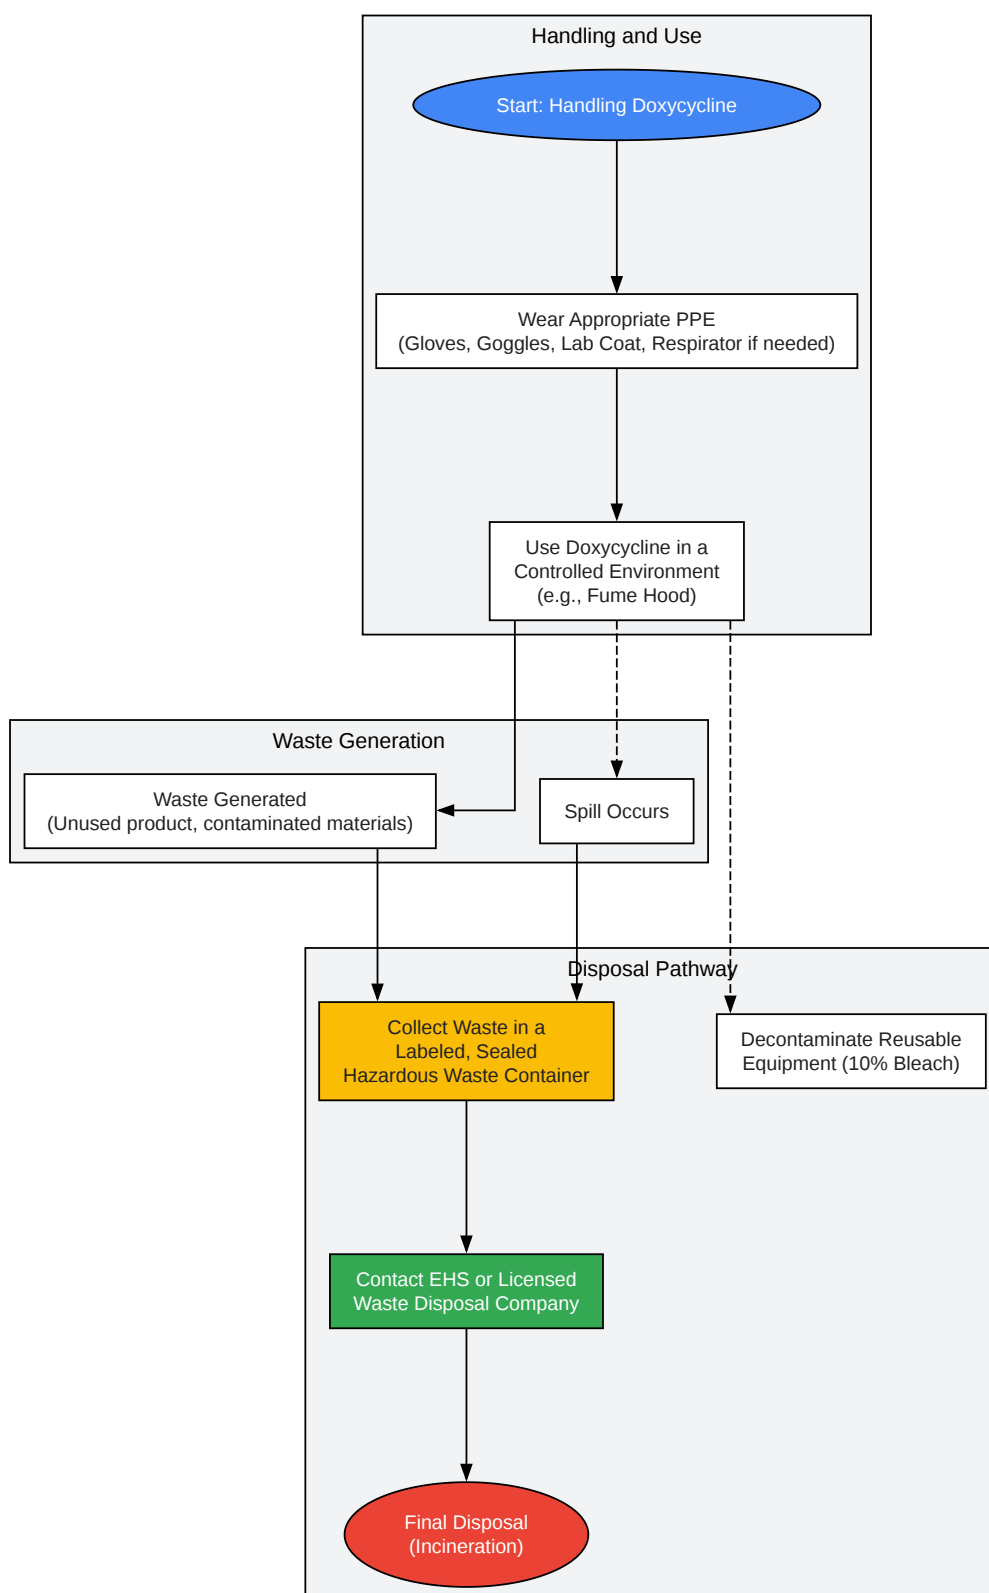 Handling and Use
Start: Handling Doxycycline
Wear Appropriate PPE
(Gloves, Goggles, Lab Coat, Respirator if needed)
Use Doxycycline in a
Controlled Environment
(e.g., Fume Hood)
Waste Generation
Waste Generated
(Unused product, contaminated materials)
Spill Occurs
Disposal Pathway
Collect Waste in a
Labeled, Sealed
Hazardous Waste Container
Decontaminate Reusable
Equipment (10% Bleach)
Contact EHS or Licensed
Waste Disposal Company
Final Disposal
(Incineration)